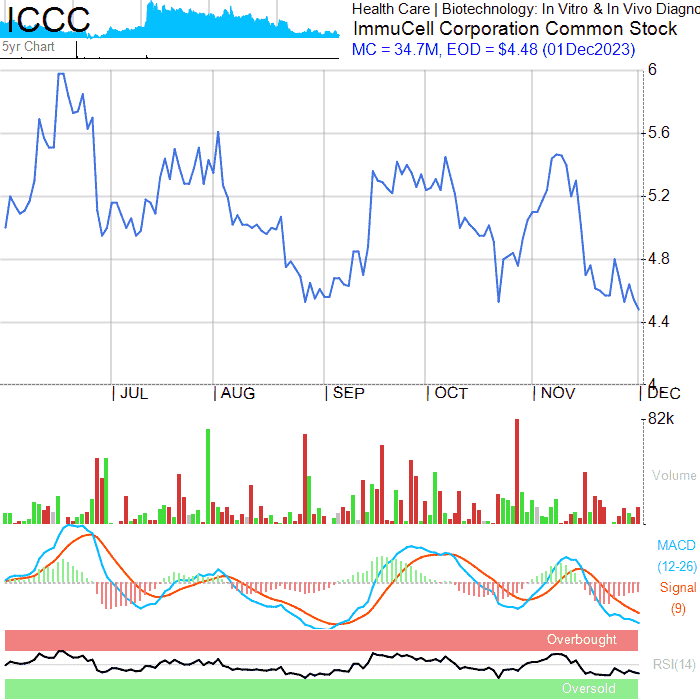 ICCC
5yr Chart
Health Care | Biotechnology: In Vitro & In Vivo Diagno
ImmuCell Corporation Common Stock
MC = 34.7M, EOD = $4.48 (01Dec2023)
6
5.6
5.2
4.8
4.4
4
JUL AUG SEP OCT NOV DEC
82k
Volume
MACD
(12-26)
Signal
(9)
Overbought
RSI(14)
Oversold